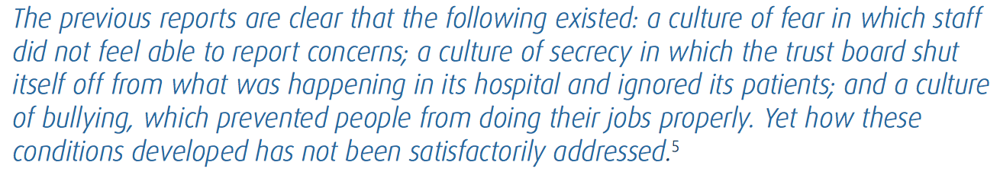 The previous reports are clear that the following existed: a culture of fear in which staff
did not feel able to report concerns; a culture of secrecy in which the trust board shut
itself off from what was happening in its hospital and ignored its patients; and a culture
of bullying, which prevented people from doing their jobs properly. Yet how these
conditions developed has not been satisfactorily addressed.5